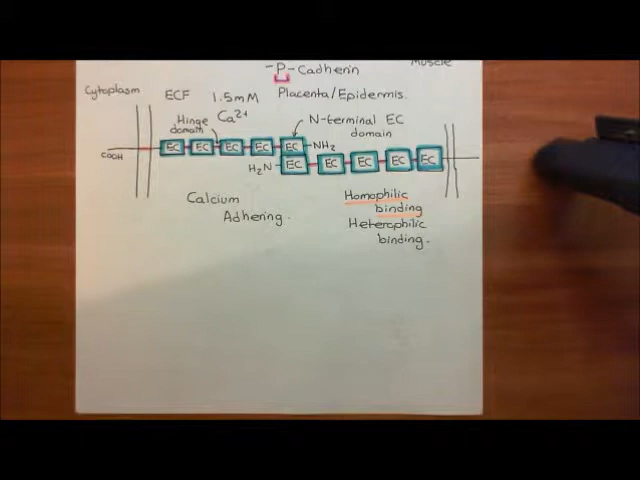 -P-Cadherin
Muscle
Cytoplasm
ECF
1.5mM
Ca2+
Placenta/Epidermis.
Hinge
domain
N-terminal EC
domain
COOH
EC EC EC EC EC -NH2
H2N- EC EC EC EC EC
Calcium
Adhering.
Homophilic
binding
Heterophilic
binding.